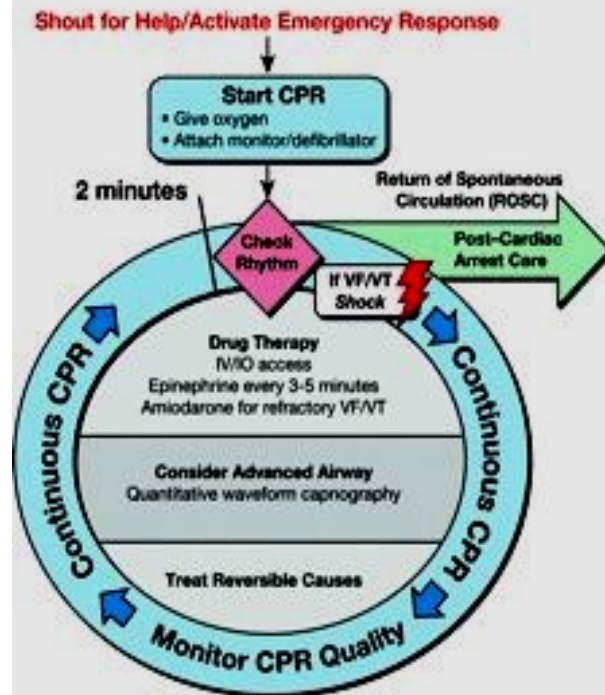 Shout for Help/Activate Emergency Response
Start CPR
• Give oxygen
• Attach monitor/defibrillator
2 minutes
Return of Spontaneous
Circulation (ROSC)
Check
Rhythm
Post–Cardiac
Arrest Care
If VF/VT
Shock
Drug Therapy
IV/IO access
Epinephrine every 3-5 minutes
Amiodarone for refractory VF/VT
Consider Advanced Airway
Quantitative waveform capnography
Treat Reversible Causes
Continuous CPR
Continuous CPR
Monitor CPR Quality